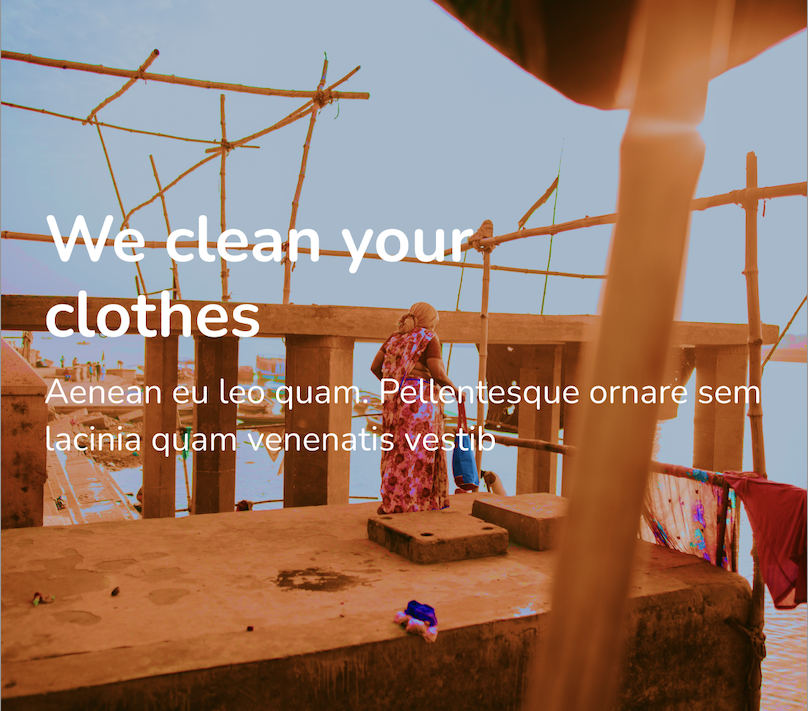 We clean your
clothes
Aenean eu leo quam. Pellentesque ornare sem
lacinia quam venenatis vestib